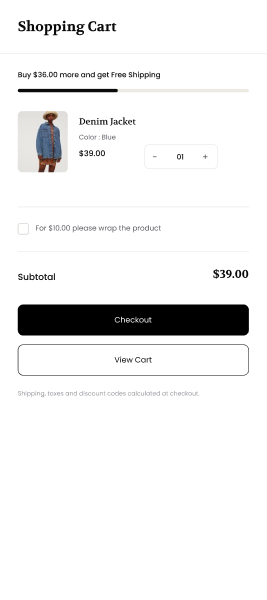 Shopping Cart
Buy $36.00 more and get Free Shipping
Denim Jacket
Color : Blue
$39.00
- 01 +
For $10.00 please wrap the product
Subtotal $39.00
Checkout
View Cart
Shipping, taxes and discount codes calculated at checkout.